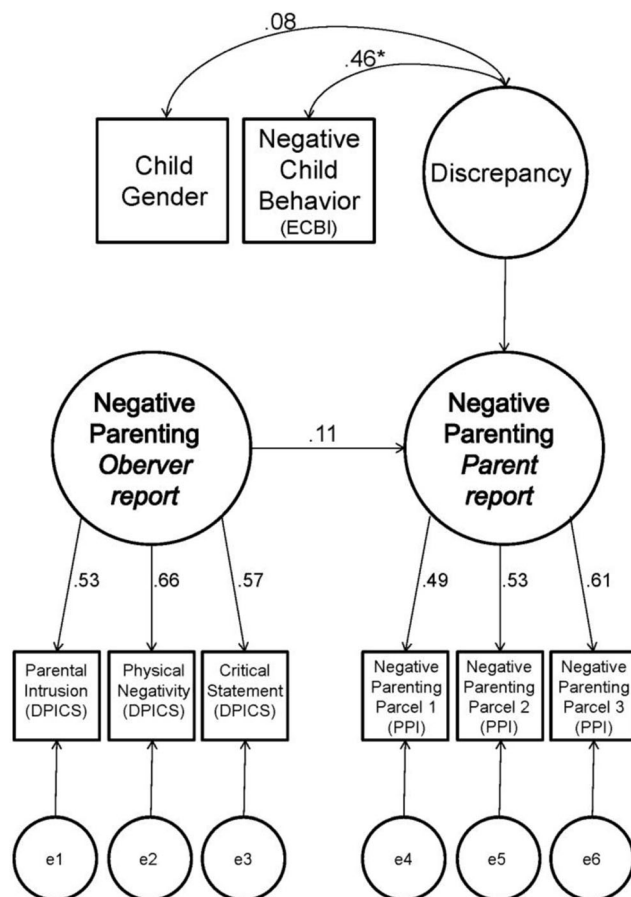 .08
.46*
Child
Gender
Negative
Child
Behavior
(ECBI)
Discrepancy
Negative
Parenting
Oberver
report
.11
Negative
Parenting
Parent
report
.53
.66
.57
.49
.53
.61
Parental
Intrusion
(DPICS)
Physical
Negativity
(DPICS)
Critical
Statement
(DPICS)
Negative
Parenting
Parcel 1
(PPI)
Negative
Parenting
Parcel 2
(PPI)
Negative
Parenting
Parcel 3
(PPI)
e1
e2
e3
e4
e5
e6